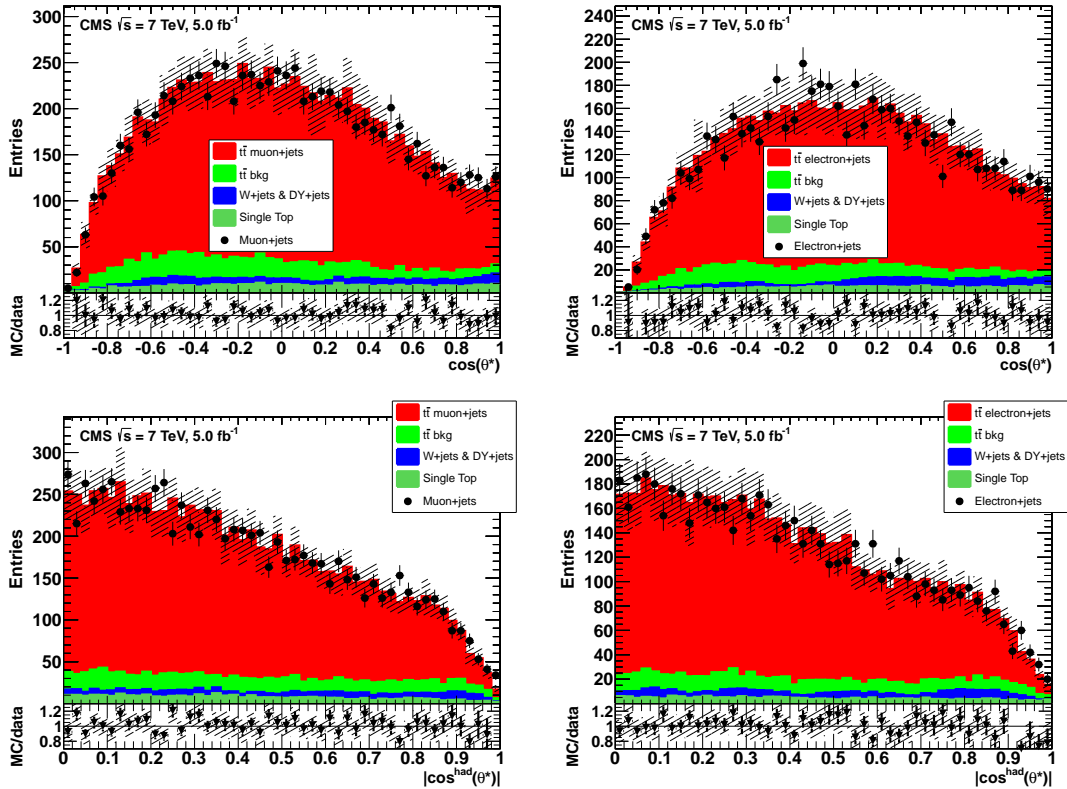 CMS √s = 7 TeV, 5.0 fb⁻¹
Entries
250
200
150
100
50
tt̄ muon+jets
tt̄ bkg
W+jets & DY+jets
Single Top
Muon+jets
MC/data
1.2
1
0.8
-1 -0.8 -0.6 -0.4 -0.2 0 0.2 0.4 0.6 0.8 1
cos(θ*)
CMS √s = 7 TeV, 5.0 fb⁻¹
Entries
240
220
200
180
160
140
120
100
80
60
40
20
tt̄ electron+jets
tt̄ bkg
W+jets & DY+jets
Single Top
Electron+jets
MC/data
1.2
1
0.8
-1 -0.8 -0.6 -0.4 -0.2 0 0.2 0.4 0.6 0.8 1
cos(θ*)
CMS √s = 7 TeV, 5.0 fb⁻¹
Entries
300
250
200
150
100
50
tt̄ muon+jets
tt̄ bkg
W+jets & DY+jets
Single Top
Muon+jets
MC/data
1.2
1
0.8
0 0.1 0.2 0.3 0.4 0.5 0.6 0.7 0.8 0.9 1
|cosʰᵃᵈ(θ*)|
CMS √s = 7 TeV, 5.0 fb⁻¹
Entries
220
200
180
160
140
120
100
80
60
40
20
tt̄ electron+jets
tt̄ bkg
W+jets & DY+jets
Single Top
Electron+jets
MC/data
1.2
1
0.8
0 0.1 0.2 0.3 0.4 0.5 0.6 0.7 0.8 0.9 1
|cosʰᵃᵈ(θ*)|